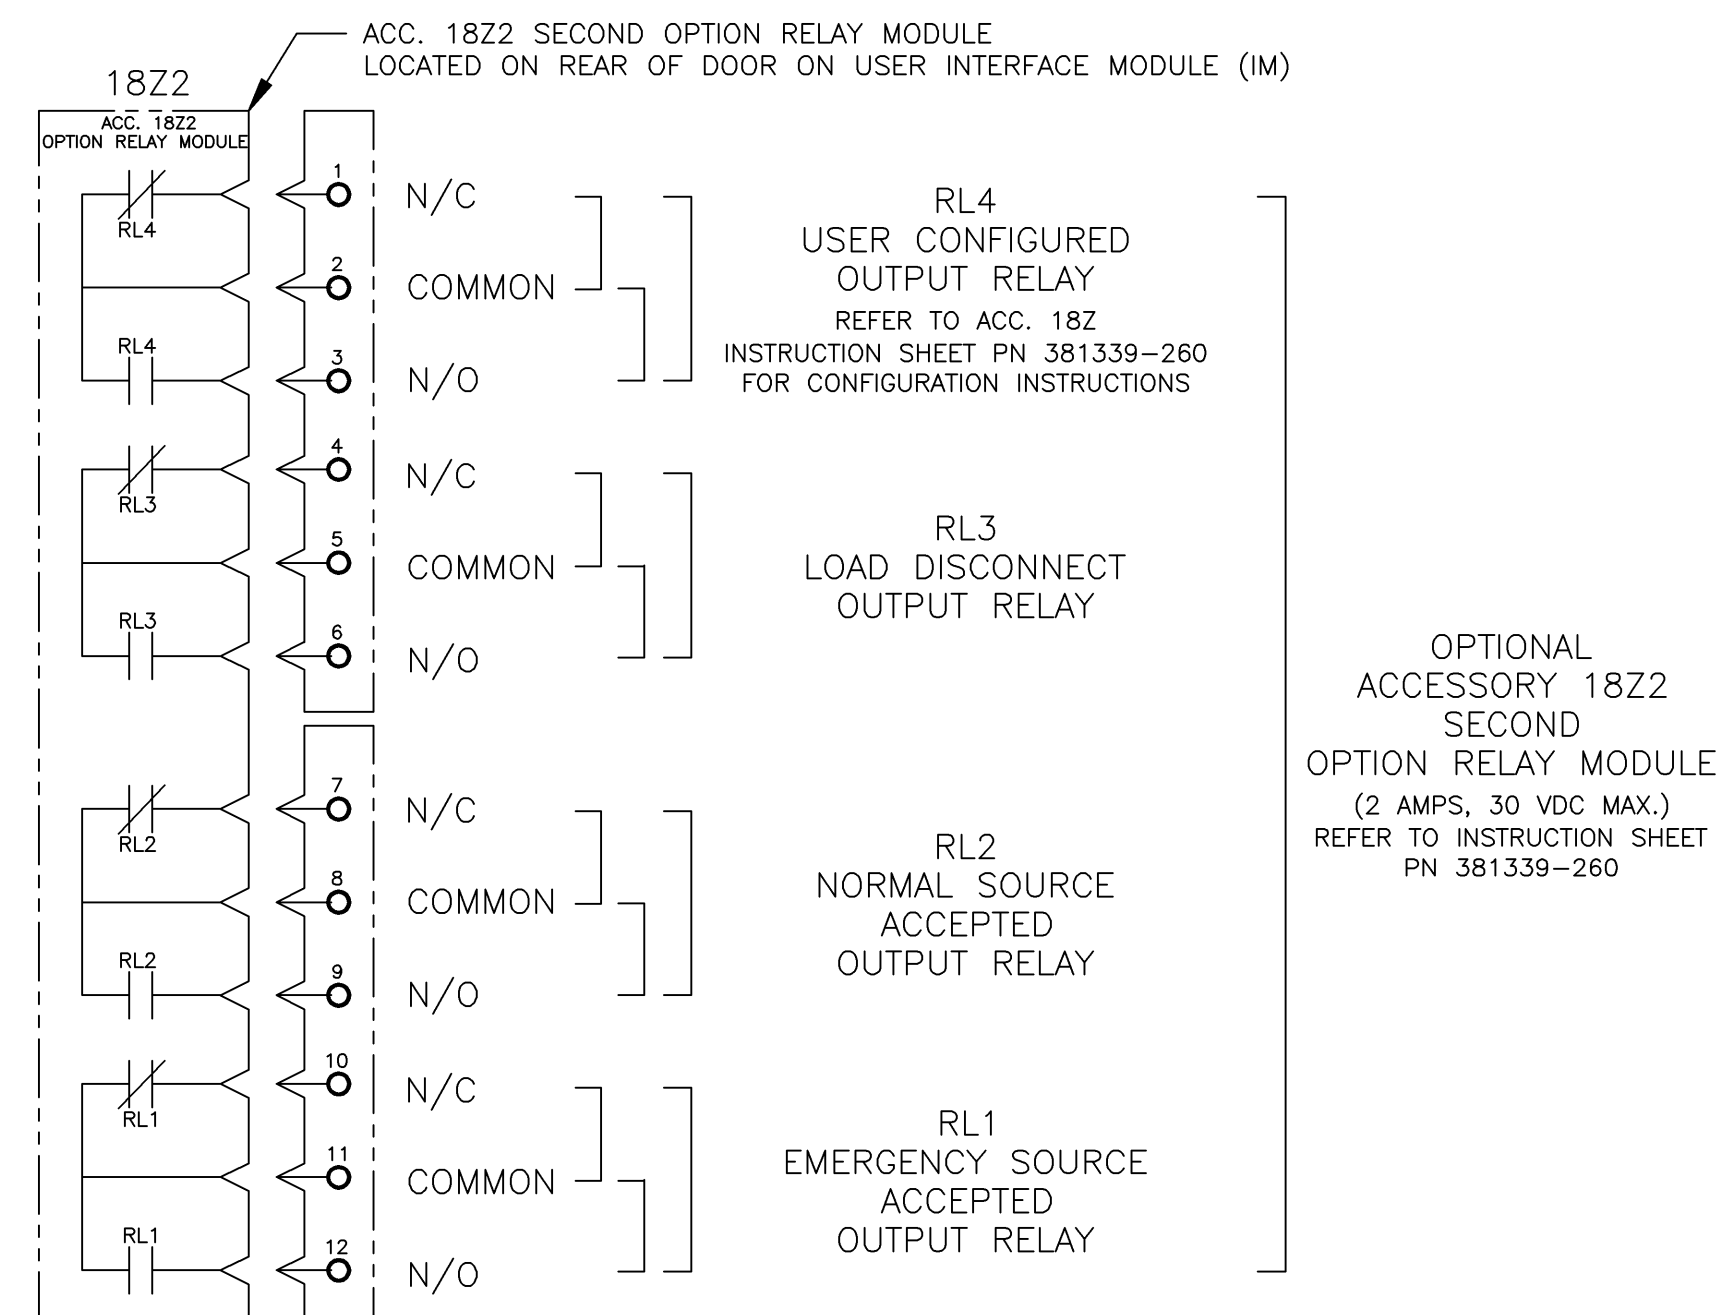 ACC. 18Z2 SECOND OPTION RELAY MODULE
LOCATED ON REAR OF DOOR ON USER INTERFACE MODULE (IM)
18Z2
ACC. 18Z2
OPTION RELAY MODULE
1
N/C
RL4
2
COMMON
RL4
3
N/O
RL4
USER CONFIGURED
OUTPUT RELAY
REFER TO ACC. 18Z
INSTRUCTION SHEET PN 381339-260
FOR CONFIGURATION INSTRUCTIONS
4
N/C
RL3
5
COMMON
RL3
6
N/O
RL3
LOAD DISCONNECT
OUTPUT RELAY
7
N/C
RL2
8
COMMON
RL2
9
N/O
RL2
NORMAL SOURCE
ACCEPTED
OUTPUT RELAY
10
N/C
RL1
11
COMMON
RL1
12
N/O
RL1
EMERGENCY SOURCE
ACCEPTED
OUTPUT RELAY
OPTIONAL
ACCESSORY 18Z2
SECOND
OPTION RELAY MODULE
(2 AMPS, 30 VDC MAX.)
REFER TO INSTRUCTION SHEET
PN 381339-260